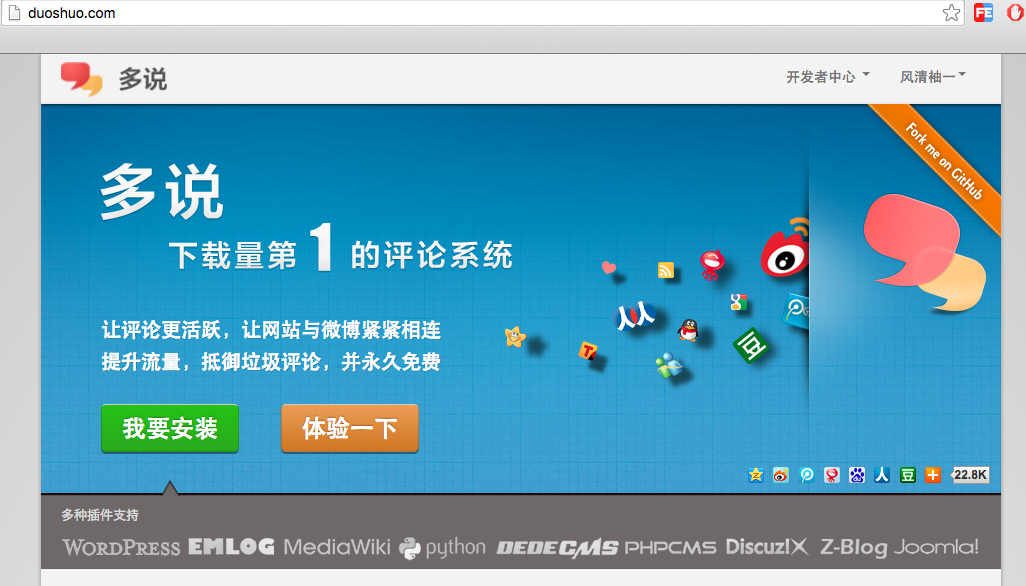 duoshuo.com
多说
开发者中心
风清袖一
Fork me on GitHub
多说
下载量第1的评论系统
让评论更活跃，让网站与微博紧紧相连
提升流量，抵御垃圾评论，并永久免费
我要安装
体验一下
22.8K
多种插件支持
WORDPRESS EMLOG MediaWiki python DEDECMS PHPCMS Discuz!X Z-Blog Joomla!